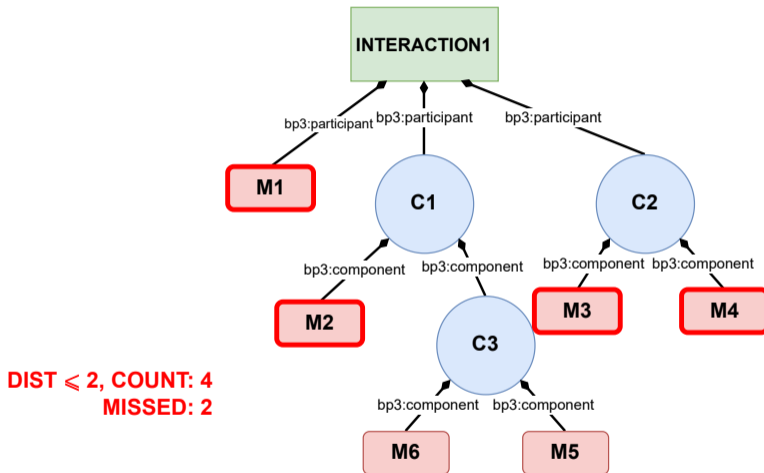 INTERACTION1
bp3:participant
bp3:participant
bp3:participant
M1
C1
C2
bp3:component
bp3:component
bp3:component
bp3:component
M2
M3
M4
C3
DIST ⩽ 2, COUNT: 4
MISSED: 2
bp3:component
bp3:component
M6
M5